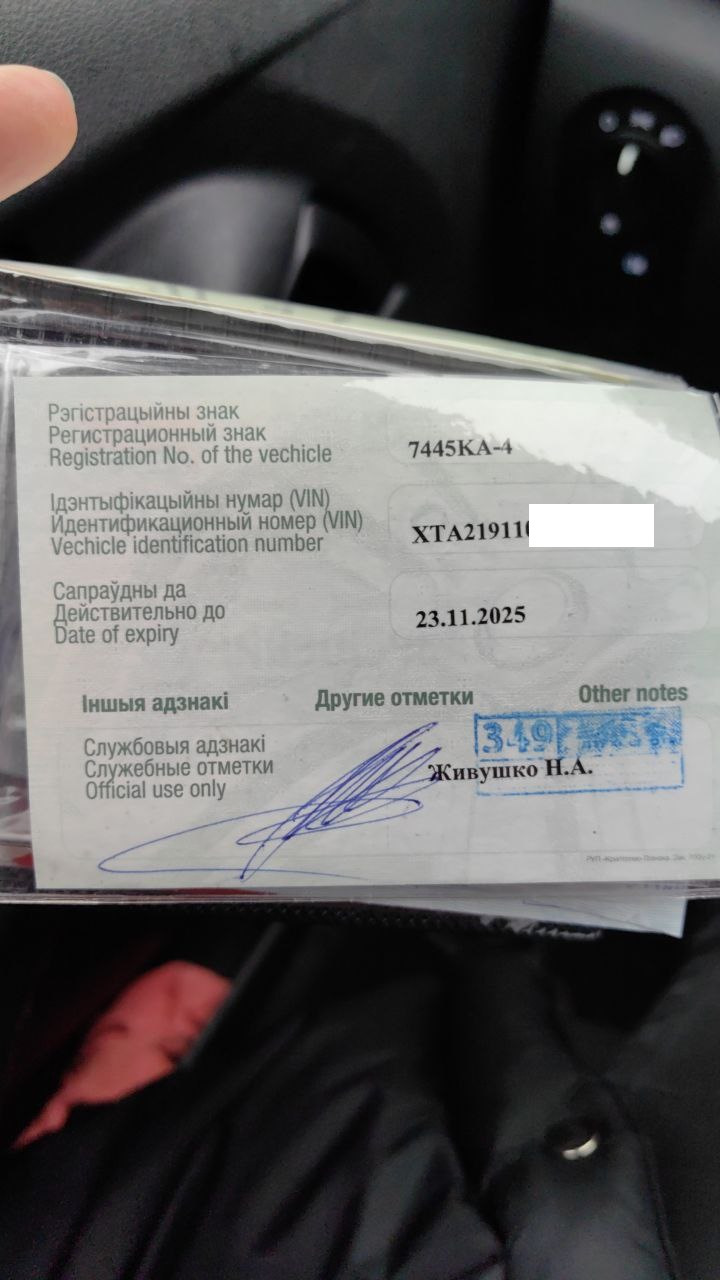 Рэгістрацыйны знак
Регистрационный знак
Registration No. of the vechicle
7445КА-4
Ідэнтыфікацыйны нумар (VIN)
Идентификационный номер (VIN)
Vechicle identification number
XTA219110
Сапраўдны да
Действительно до
Date of expiry
23.11.2025
Іншыя адзнакі Другие отметки Other notes
Службовыя адзнакі
Служебные отметки
Official use only
349
Живушко Н.А.